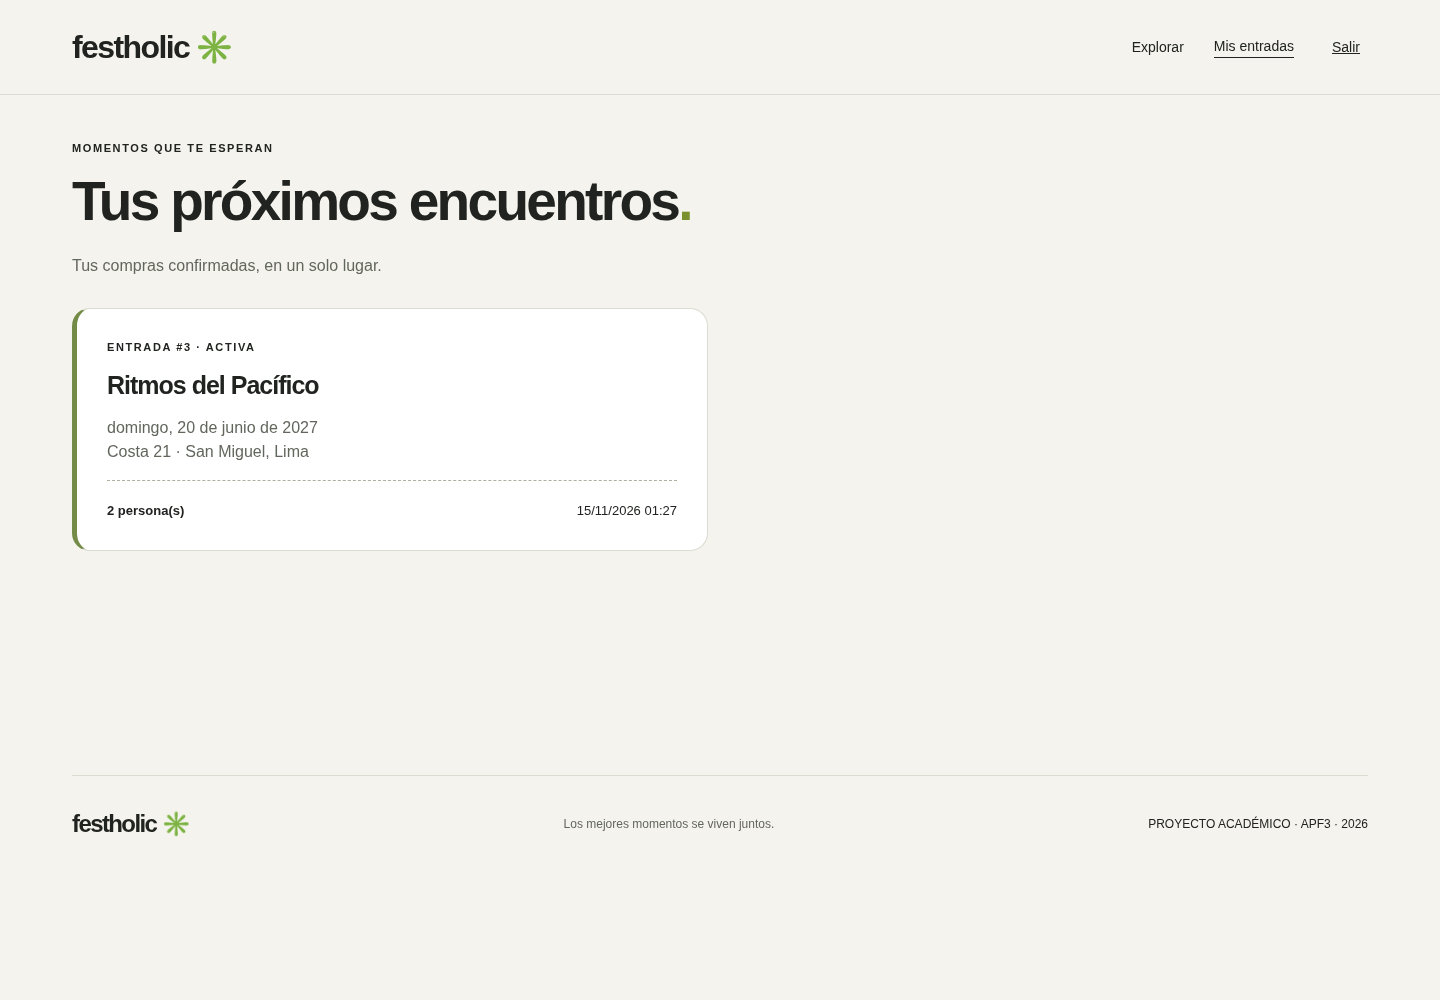 festholic ✳
Explorar Mis entradas Salir
MOMENTOS QUE TE ESPERAN
Tus próximos encuentros.
Tus compras confirmadas, en un solo lugar.
ENTRADA #3 · ACTIVA
Ritmos del Pacífico
domingo, 20 de junio de 2027
Costa 21 · San Miguel, Lima
2 persona(s) 15/11/2026 01:27
festholic ✳ Los mejores momentos se viven juntos. PROYECTO ACADÉMICO · APF3 · 2026